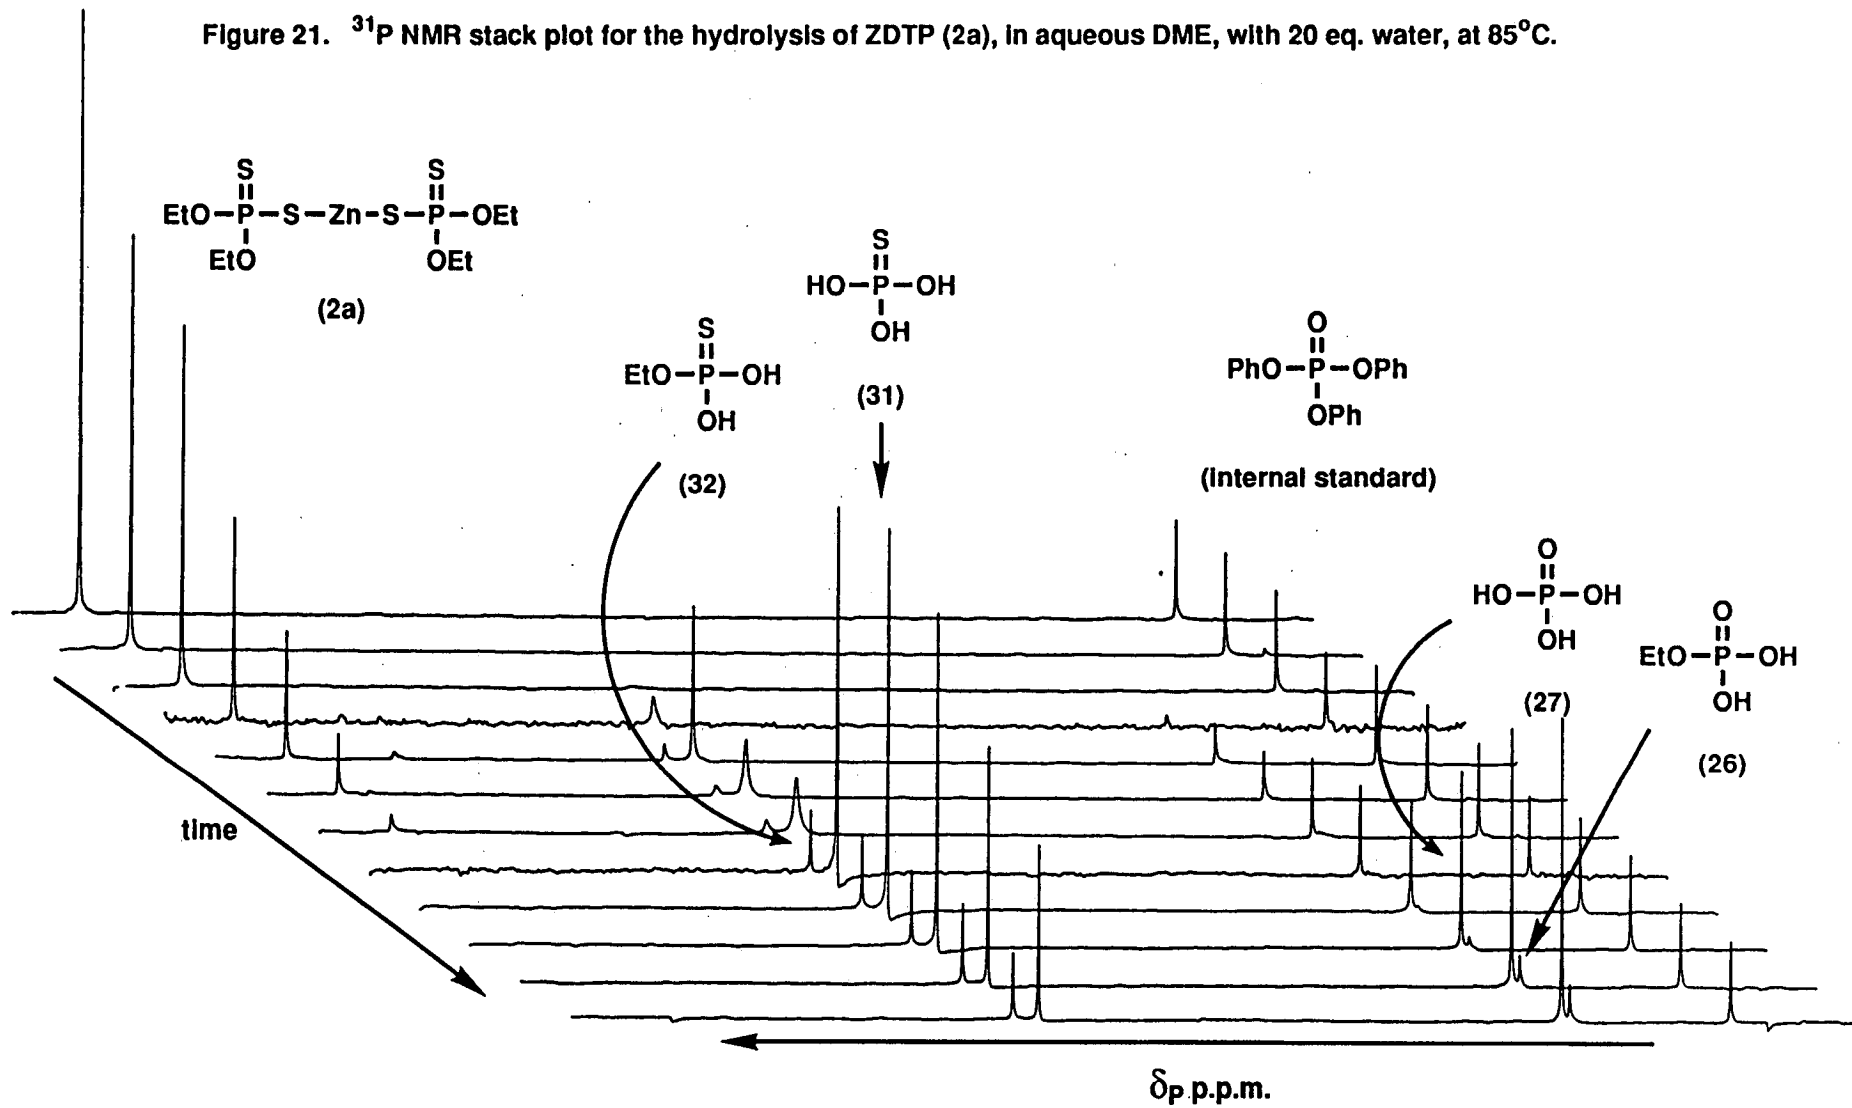 Figure 21. ³¹P NMR stack plot for the hydrolysis of ZDTP (2a), in aqueous DME, with 20 eq. water, at 85°C.
S S
EtO-P-S-Zn-S-P-OEt
EtO OEt
(2a)
S
HO-P-OH
OH
(31)
S
EtO-P-OH
OH
(32)
O
PhO-P-OPh
OPh
(internal standard)
O
HO-P-OH
OH
(27)
O
EtO-P-OH
OH
(26)
time
δP p.p.m.